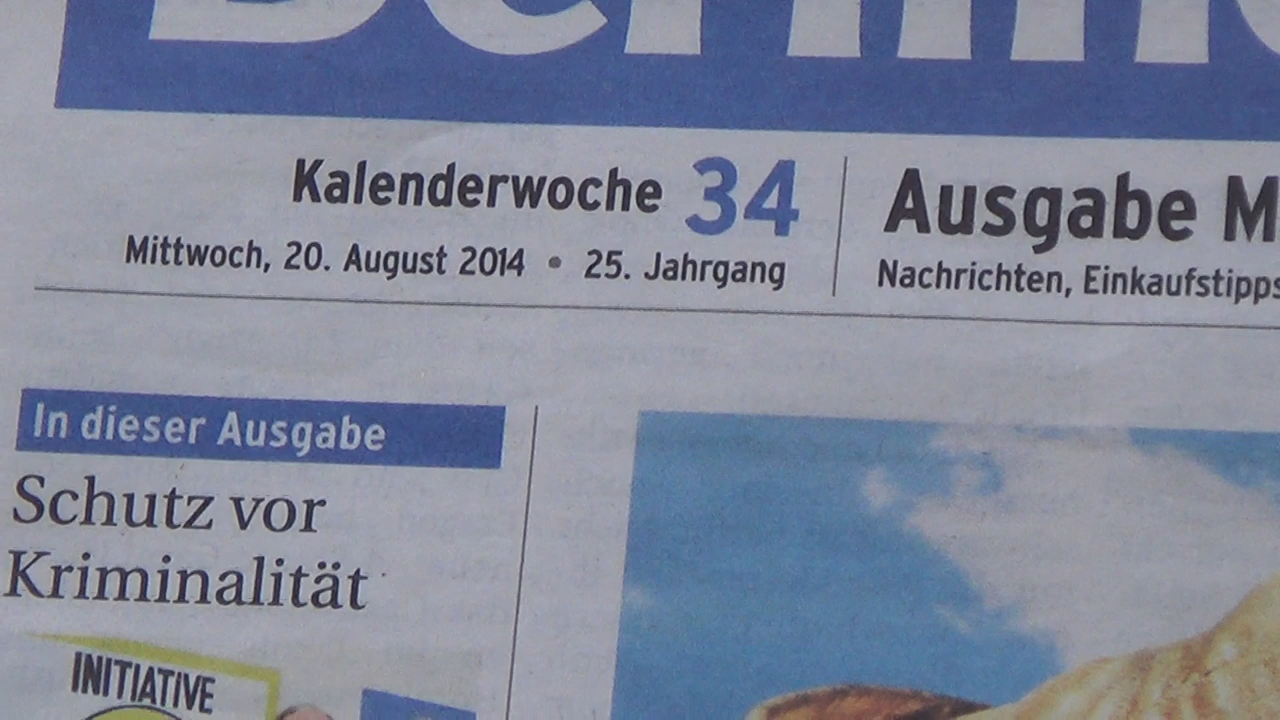 Kalenderwoche 34
Mittwoch, 20. August 2014 • 25. Jahrgang
Ausgabe M
Nachrichten, Einkaufstipps
In dieser Ausgabe
Schutz vor
Kriminalität
INITIATIVE